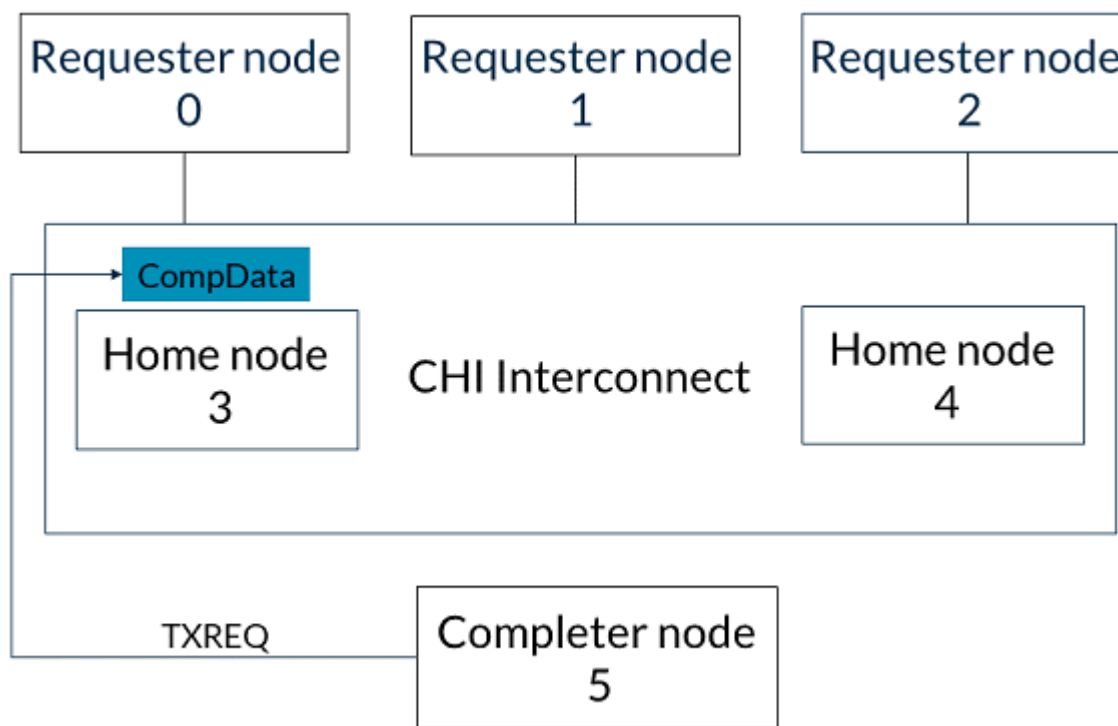 Requester node
0
Requester node
1
Requester node
2
CompData
Home node
3
CHI Interconnect
Home node
4
TXREQ
Completer node
5